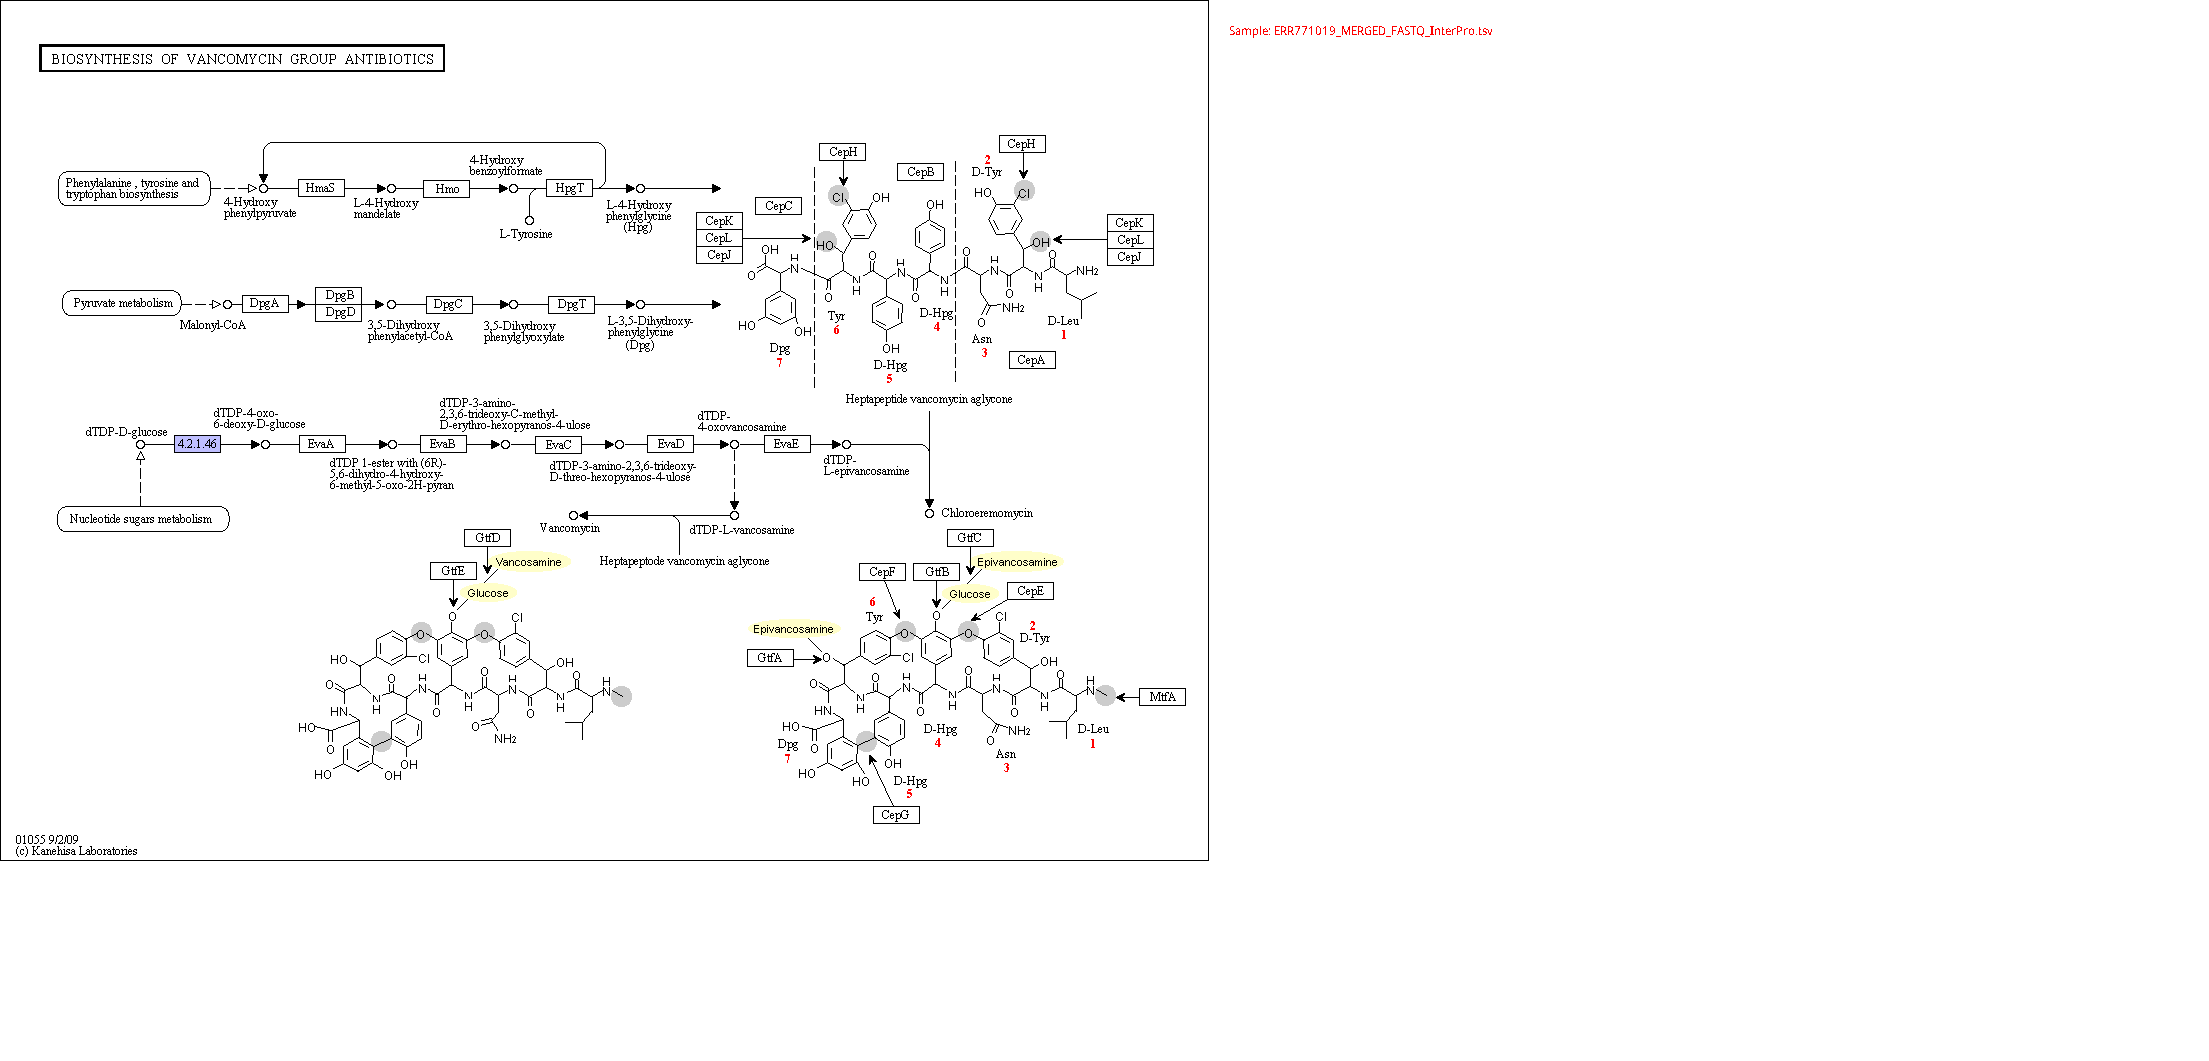 Sample: ERR771019_MERGED_FASTQ_InterPro.tsv
BIOSYNTHESIS OF VANCOMYCIN GROUP ANTIBIOTICS
Phenylalanine , tyrosine and
tryptophan biosynthesis
4-Hydroxy
phenylpyruvate
HmaS
L-4-Hydroxy
mandelate
Hmo
4-Hydroxy
benzoylformate
HpgT
L-Tyrosine
L-4-Hydroxy
phenylglycine
(Hpg)
Pyruvate metabolism
Malonyl-CoA
DpgA
DpgB
DpgD
3,5-Dihydroxy
phenylacetyl-CoA
DpgC
3,5-Dihydroxy
phenylglyoxylate
DpgT
L-3,5-Dihydroxy-
phenylglycine
(Dpg)
CepK
CepL
CepJ
CepC
CepH
CepB
2
D-Tyr
CepH
CepK
CepL
CepJ
Cl
OH
OH
HO
Cl
HO
OH
OH
O
H
N
O
N
H
O
H
N
O
N
H
O
H
N
O
N
H
O
NH2
HO
OH
OH
O
NH2
Tyr
6
Dpg
7
D-Hpg
5
D-Hpg
4
Asn
3
D-Leu
1
CepA
Heptapeptide vancomycin aglycone
dTDP-D-glucose
4.2.1.46
dTDP-4-oxo-
6-deoxy-D-glucose
EvaA
dTDP 1-ester with (6R)-
5,6-dihydro-4-hydroxy-
6-methyl-5-oxo-2H-pyran
EvaB
dTDP-3-amino-
2,3,6-trideoxy-C-methyl-
D-erythro-hexopyranos-4-ulose
EvaC
dTDP-3-amino-2,3,6-trideoxy-
D-threo-hexopyranos-4-ulose
EvaD
dTDP-
4-oxovancosamine
EvaE
dTDP-
L-epivancosamine
Nucleotide sugars metabolism
Vancomycin
dTDP-L-vancosamine
Heptapeptode vancomycin aglycone
Chloroeremomycin
GtfD
Vancosamine
GtfE
Glucose
O
O
O
Cl
HO
Cl
OH
O
N
H
O
H
N
O
N
H
O
H
N
O
N
H
O
H
N
HN
HO
O
O
NH2
HO
OH
OH
GtfC
Epivancosamine
CepF
GtfB
Glucose
CepE
6
Tyr
Epivancosamine
GtfA
O
O
O
O
Cl
Cl
2
D-Tyr
OH
O
N
H
O
H
N
O
N
H
O
H
N
O
N
H
O
H
N
MtfA
HN
HO
O
O
NH2
HO
OH
OH
Dpg
7
D-Hpg
4
Asn
3
D-Leu
1
D-Hpg
5
CepG
01055 9/2/09
(c) Kanehisa Laboratories